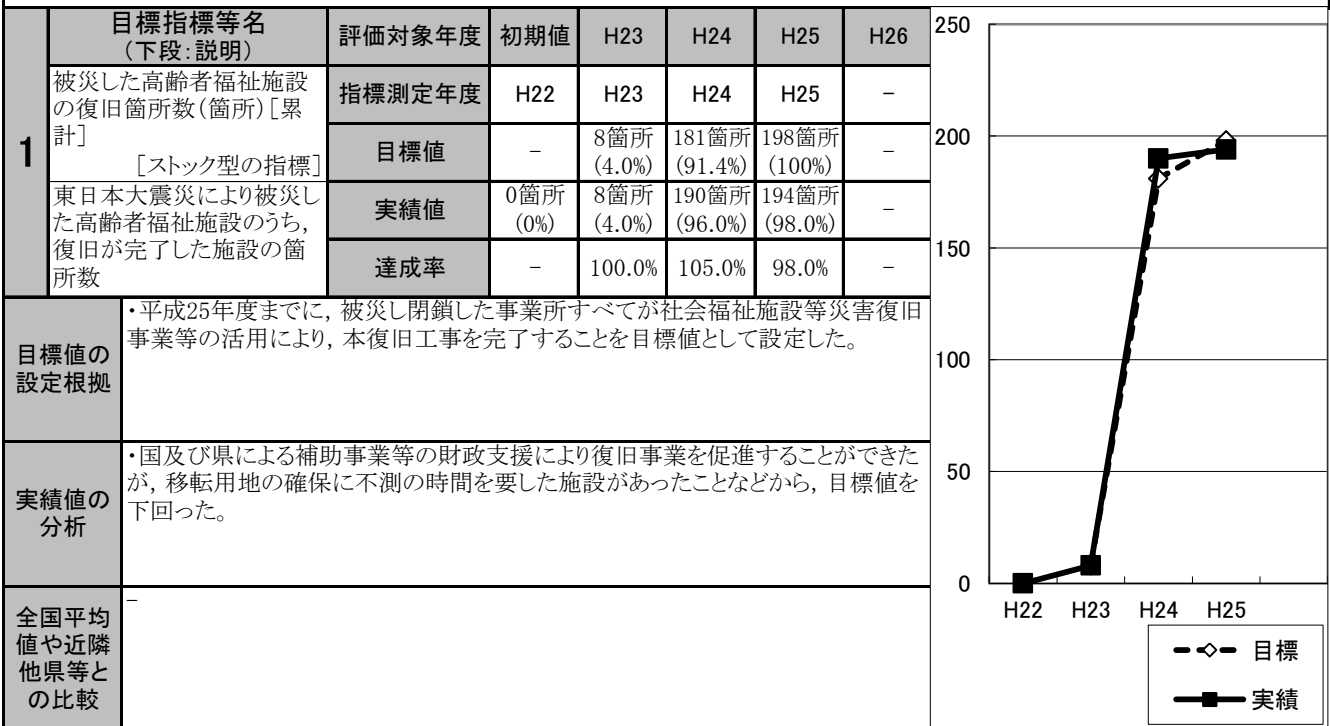 1
目標指標等名
(下段:説明)
評価対象年度 初期値 H23 H24 H25 H26
被災した高齢者福祉施設
の復旧箇所数(箇所)[累
計]
[ストック型の指標]
指標測定年度 H22 H23 H24 H25 -
目標値 - 8箇所 181箇所 198箇所 -
(4.0%) (91.4%) (100%)
東日本大震災により被災し
た高齢者福祉施設のうち,
復旧が完了した施設の箇
所数
実績値 0箇所 8箇所 190箇所 194箇所 -
(0%) (4.0%) (96.0%) (98.0%)
達成率 - 100.0% 105.0% 98.0% -
目標値の
設定根拠
・平成25年度までに,被災し閉鎖した事業所すべてが社会福祉施設等災害復旧
事業等の活用により,本復旧工事を完了することを目標値として設定した。
実績値の
分析
・国及び県による補助事業等の財政支援により復旧事業を促進することができた
が,移転用地の確保に不測の時間を要した施設があったことなどから,目標値を
下回った。
全国平均
値や近隣
他県等と
の比較
-
250
200
150
100
50
0
H22 H23 H24 H25
目標
実績